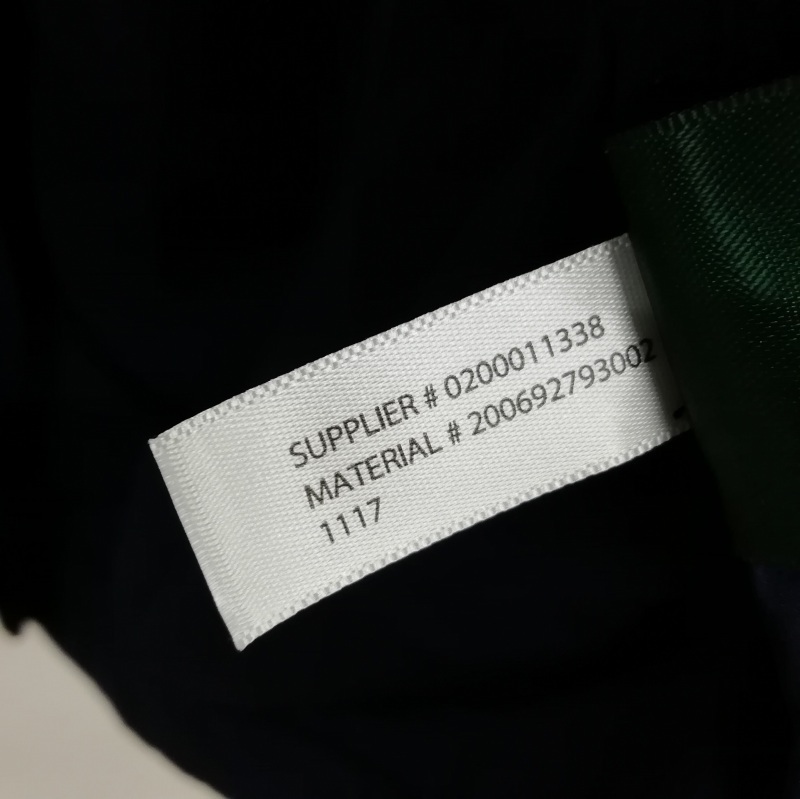 SUPPLIER # 0200011338
MATERIAL # 200692793002
1117